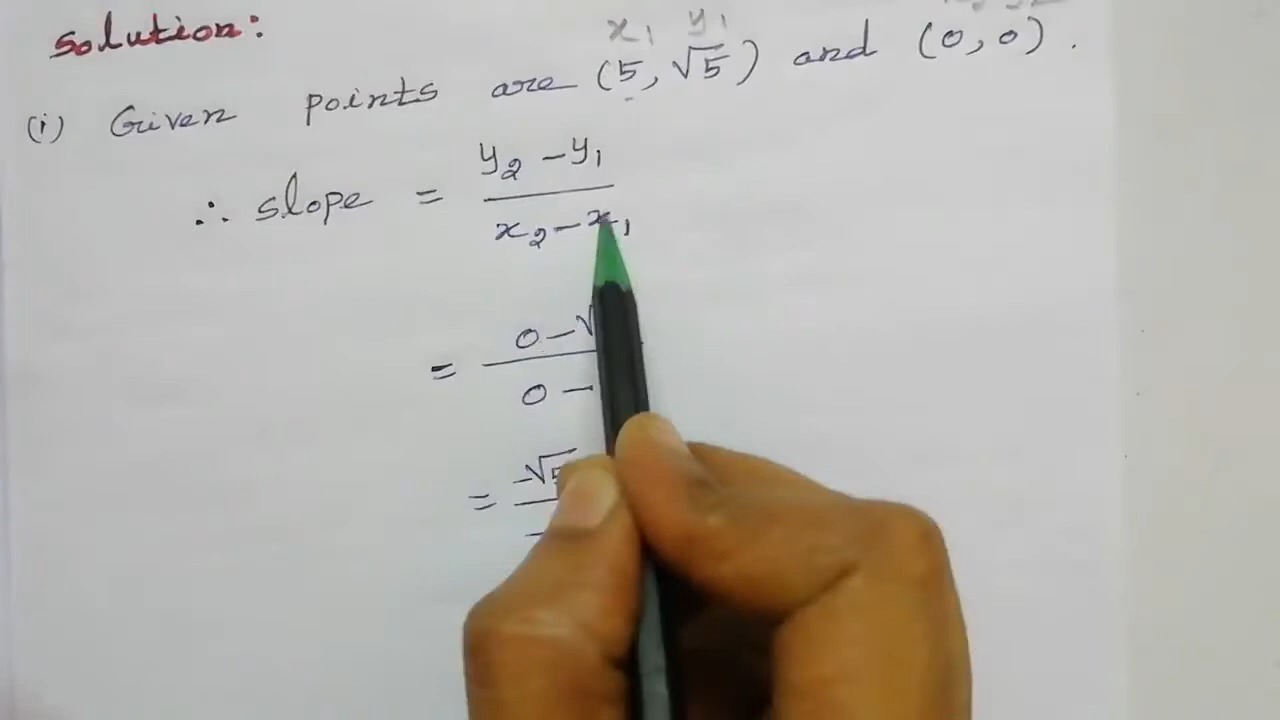 Solution:
x₁ y₁
(i) Given points are (5, √5) and (0, 0).
∴ slope = y₂ - y₁ / x₂ - x₁
= 0 - √ / 0 -
= -√5 / -